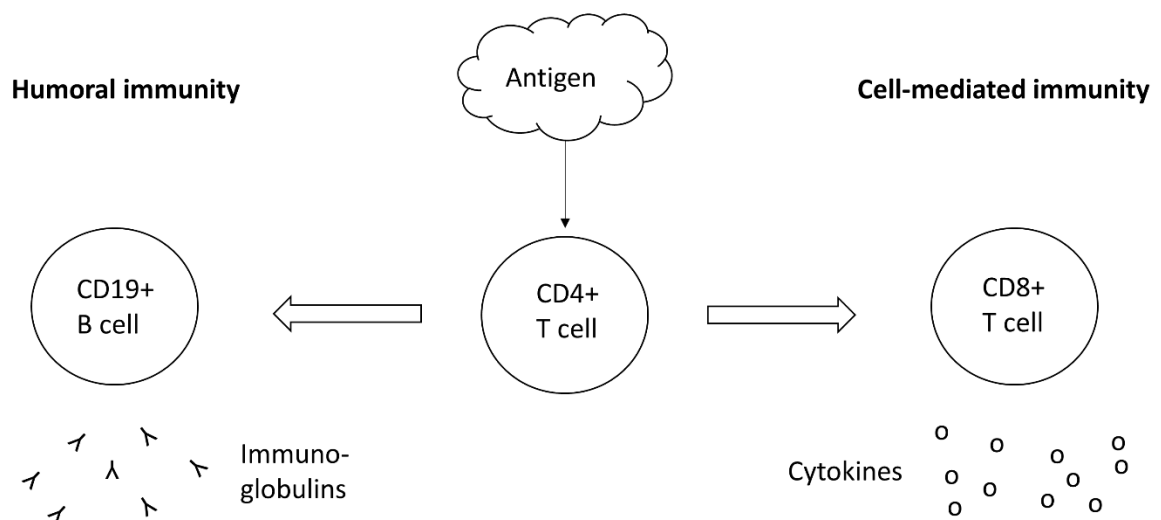 Antigen
Humoral immunity
Cell-mediated immunity
CD19+
B cell
CD4+
T cell
CD8+
T cell
Immuno-
globulins
Cytokines